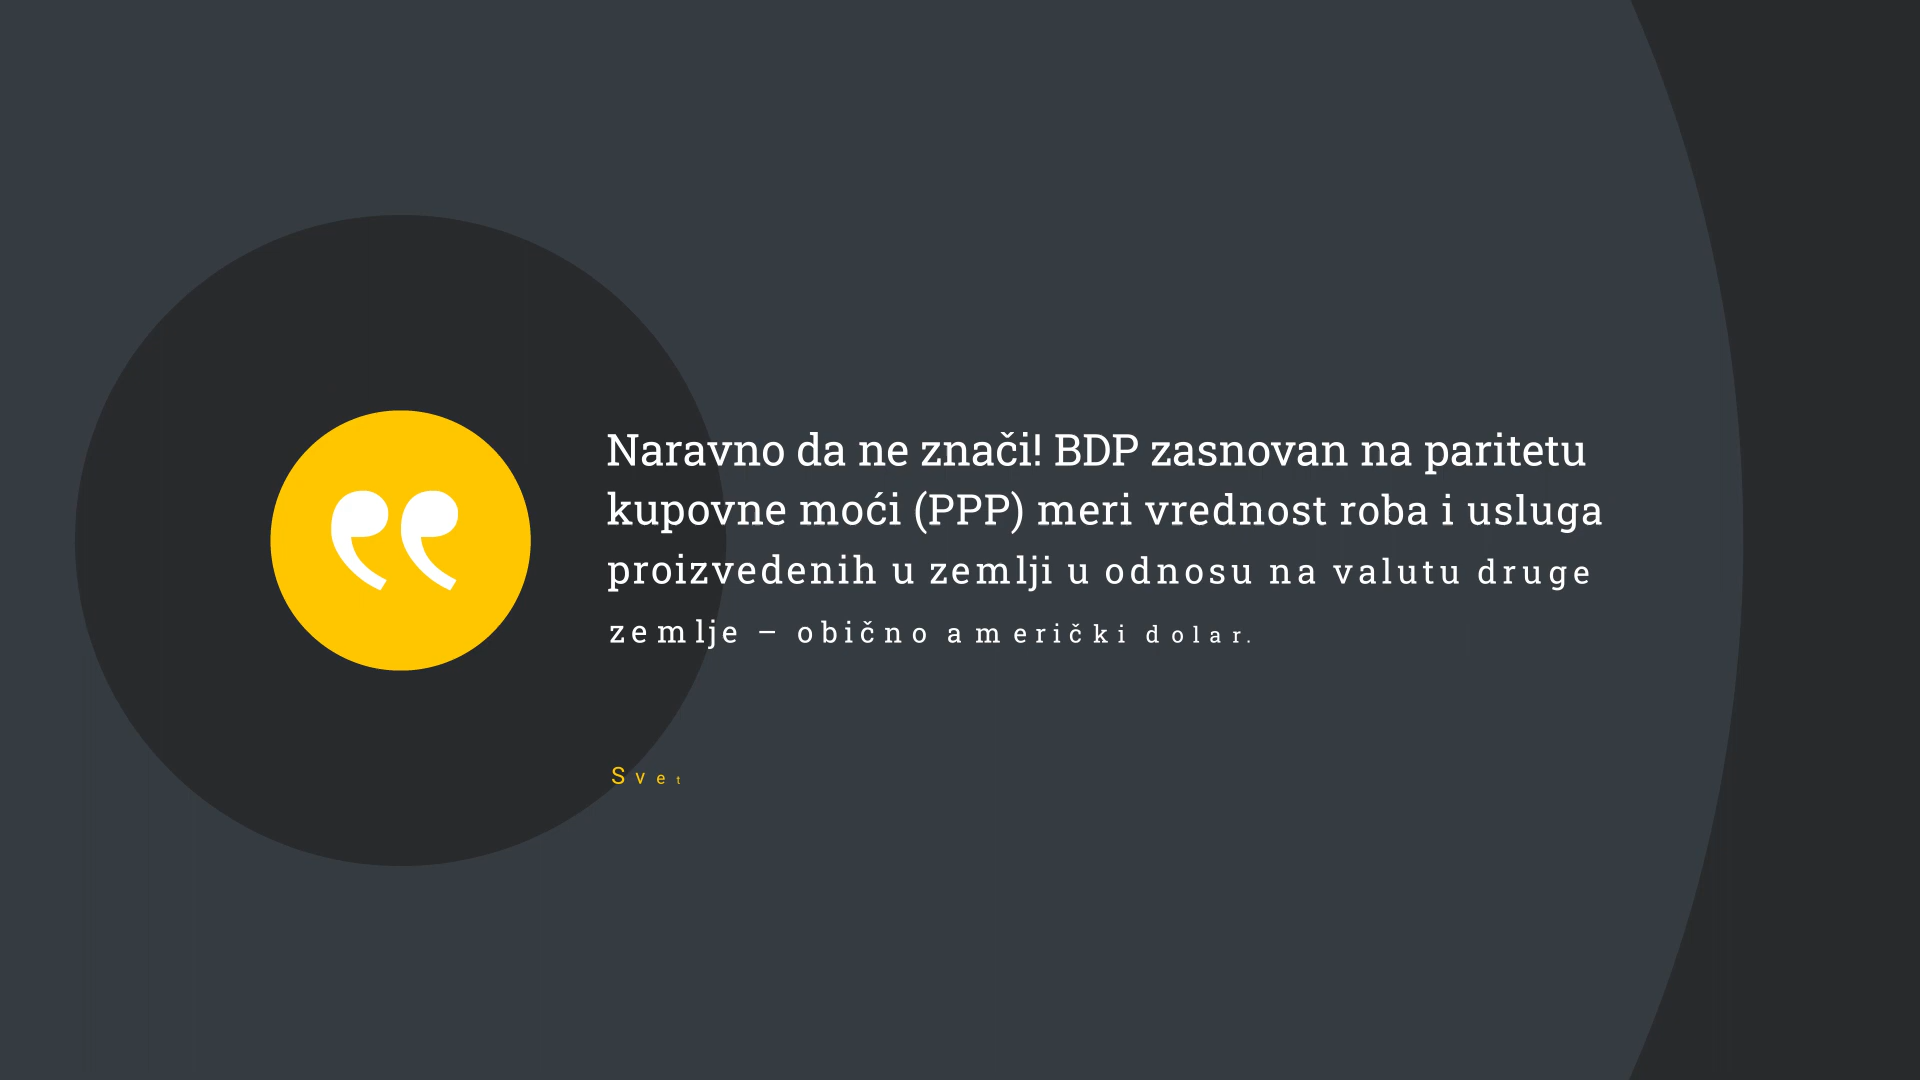 Naravno da ne znači! BDP zasnovan na paritetu
kupovne moći (PPP) meri vrednost roba i usluga
proizvedenih u zemlji u odnosu na valutu druge
zemlje – obično američki dolar.
Svet